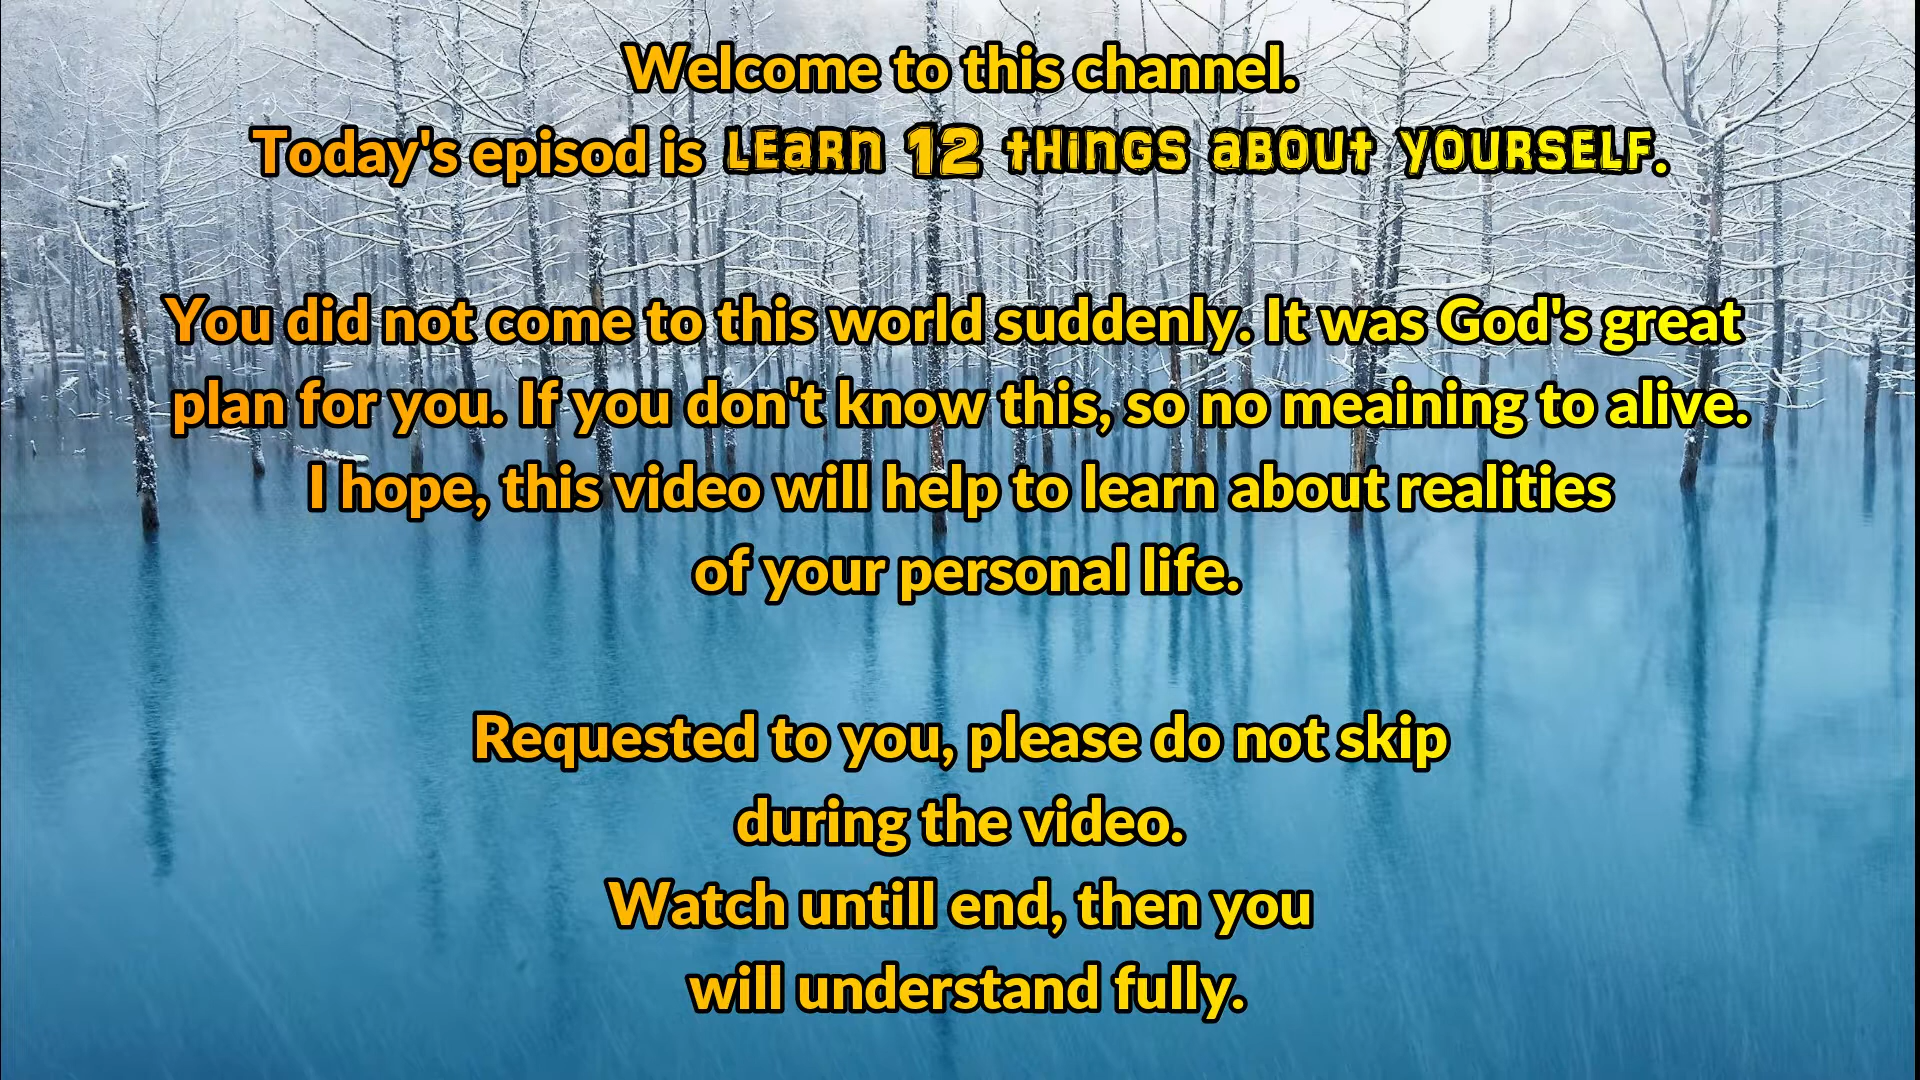 Welcome to this channel.
Today's episod is LEARN 12 THINGS ABOUT YOURSELF.
You did not come to this world suddenly. It was God's great
plan for you. If you don't know this, so no meaining to alive.
I hope, this video will help to learn about realities
of your personal life.
Requested to you, please do not skip
during the video.
Watch untill end, then you
will understand fully.